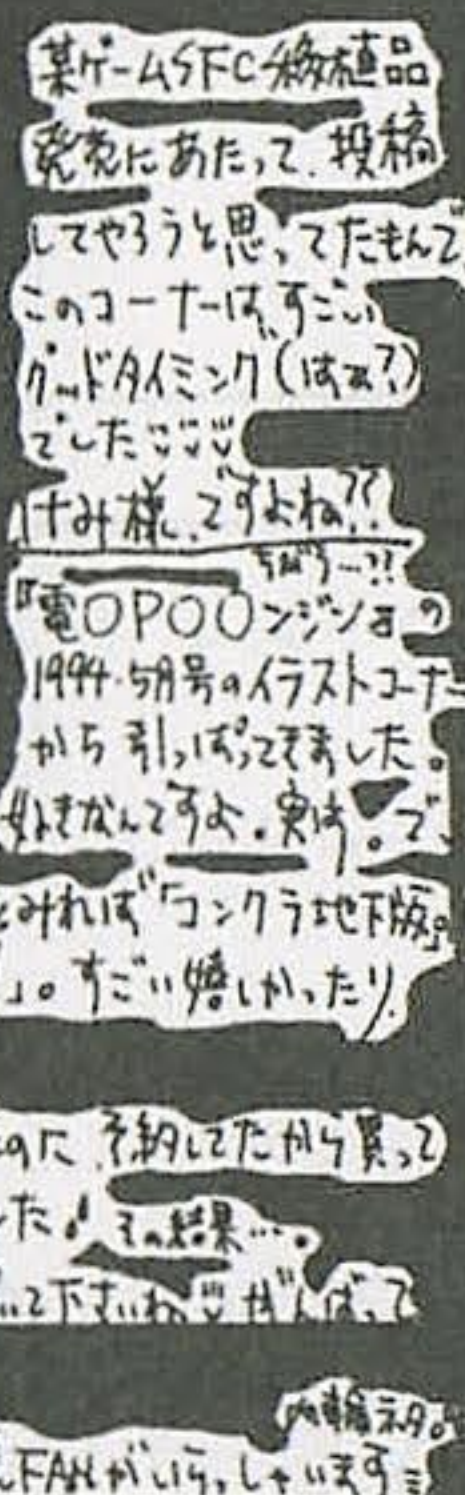 某ゲームSFC移植品
発売にあたって、投稿
してやろうと思ってたもんで
このコーナーは、すごい
グッドタイミング(はぁ?)
でした
けみ様、ですよね??
ちがう…??
『電〇P〇〇ンジン』の
1994.5月号のイラストコーナー
から引っぱってきました。
好きなんですよ。実は。で、
みれば『コンクラ地下版』
」。すごい嬉しかったり
のに予約してたから買って
した!その結果…。
いて下さいね がんばって
内輪ネタ
FANがいらっしゃいます